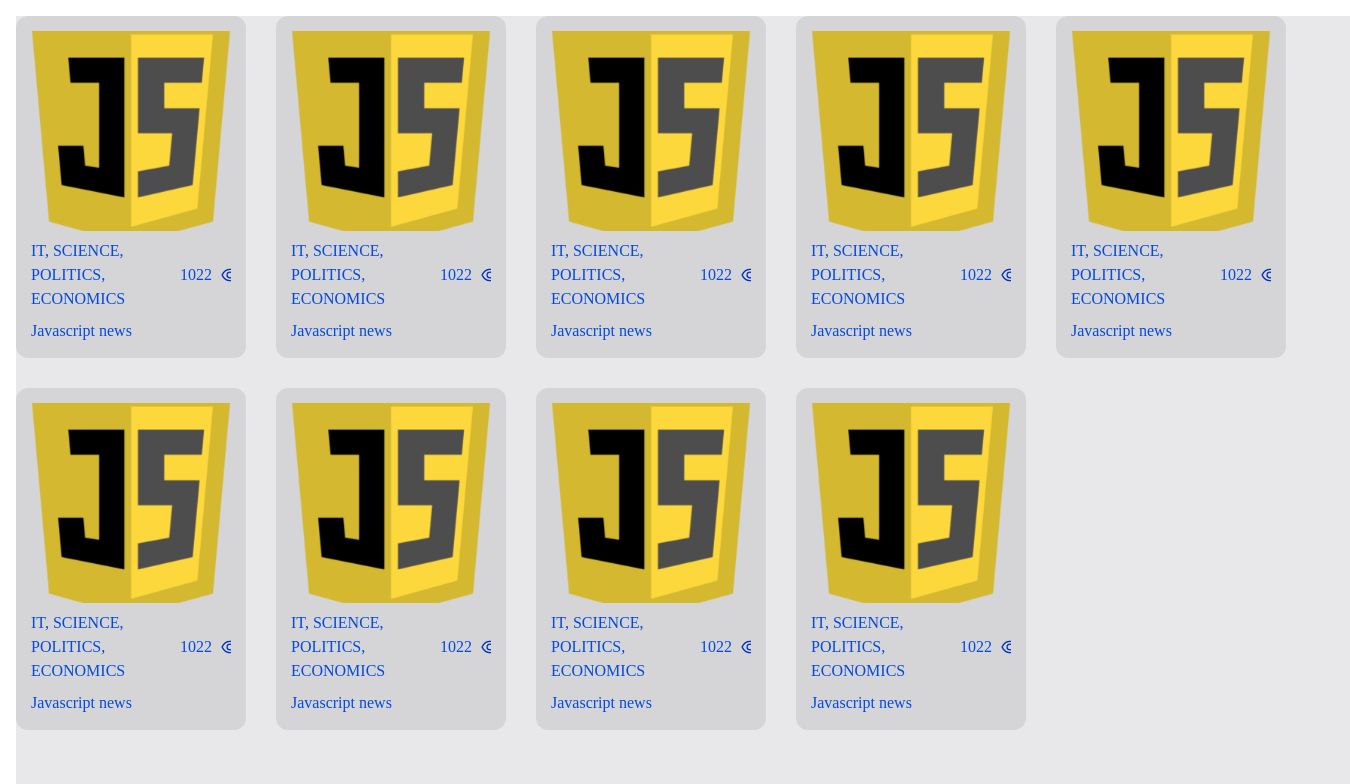 JS
JS
JS
JS
JS
IT, SCIENCE,
POLITICS,
ECONOMICS
1022
Javascript news
IT, SCIENCE,
POLITICS,
ECONOMICS
1022
Javascript news
IT, SCIENCE,
POLITICS,
ECONOMICS
1022
Javascript news
IT, SCIENCE,
POLITICS,
ECONOMICS
1022
Javascript news
IT, SCIENCE,
POLITICS,
ECONOMICS
1022
Javascript news
JS
JS
JS
JS
IT, SCIENCE,
POLITICS,
ECONOMICS
1022
Javascript news
IT, SCIENCE,
POLITICS,
ECONOMICS
1022
Javascript news
IT, SCIENCE,
POLITICS,
ECONOMICS
1022
Javascript news
IT, SCIENCE,
POLITICS,
ECONOMICS
1022
Javascript news